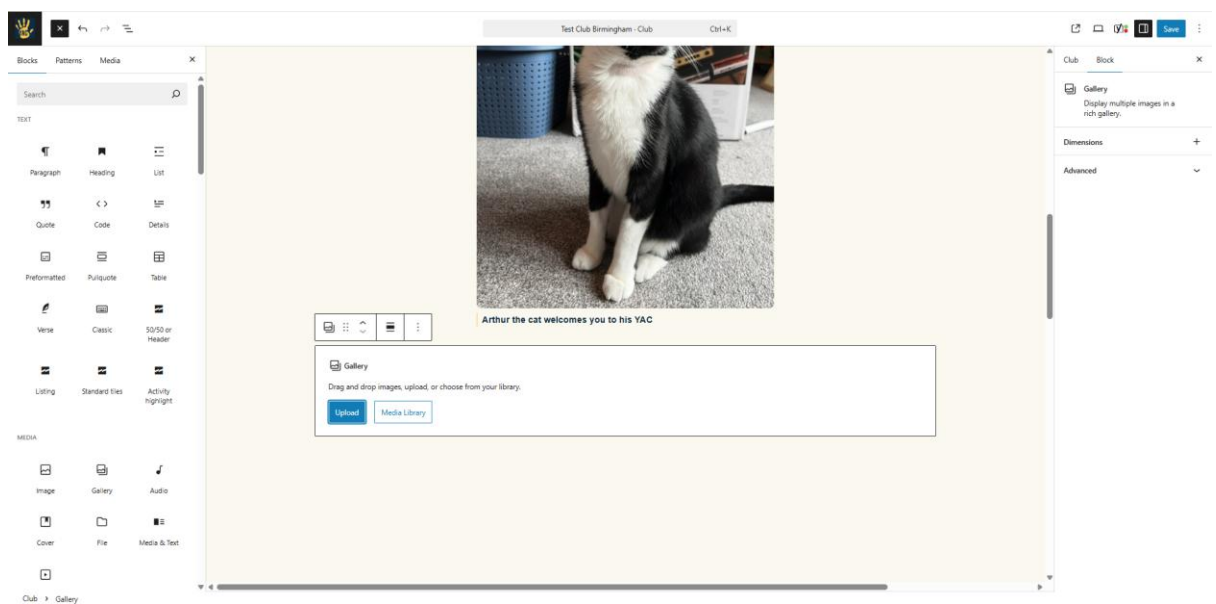 Test Club Birmingham · Club Ctrl+K
Save
Blocks Patterns Media
Search
TEXT
Paragraph Heading List
Quote Code Details
Preformatted Pullquote Table
Verse Classic 50/50 or Header
Listing Standard tiles Activity highlight
MEDIA
Image Gallery Audio
Cover File Media & Text
Club > Gallery
Arthur the cat welcomes you to his YAC
Gallery
Drag and drop images, upload, or choose from your library.
Upload Media Library
Club Block
Gallery
Display multiple images in a
rich gallery.
Dimensions
Advanced